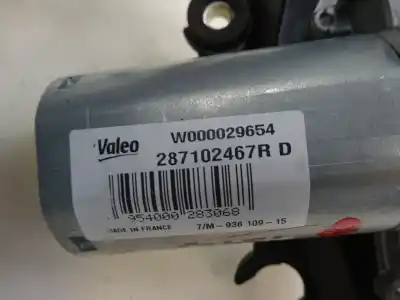 Valeo
W000029654
287102467R D
954000 283068
MADE IN FRANCE 7/M-936 109-15